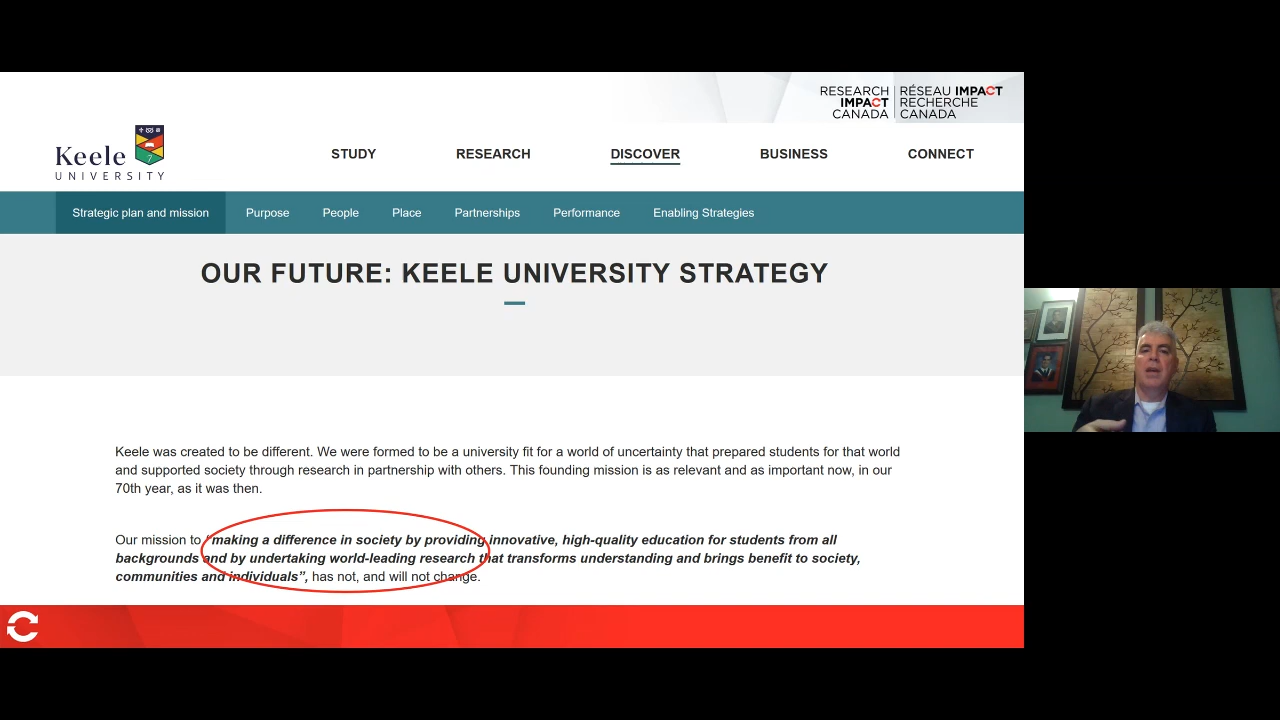 RESEARCH
IMPACT
CANADA
RÉSEAU IMPACT
RECHERCHE
CANADA
Keele
UNIVERSITY
STUDY
RESEARCH
DISCOVER
BUSINESS
CONNECT
Strategic plan and mission
Purpose
People
Place
Partnerships
Performance
Enabling Strategies
OUR FUTURE: KEELE UNIVERSITY STRATEGY
Keele was created to be different. We were formed to be a university fit for a world of uncertainty that prepared students for that world
and supported society through research in partnership with others. This founding mission is as relevant and as important now, in our
70th year, as it was then.
Our mission to “making a difference in society by providing innovative, high-quality education for students from all
backgrounds and by undertaking world-leading research that transforms understanding and brings benefit to society,
communities and individuals”, has not, and will not change.